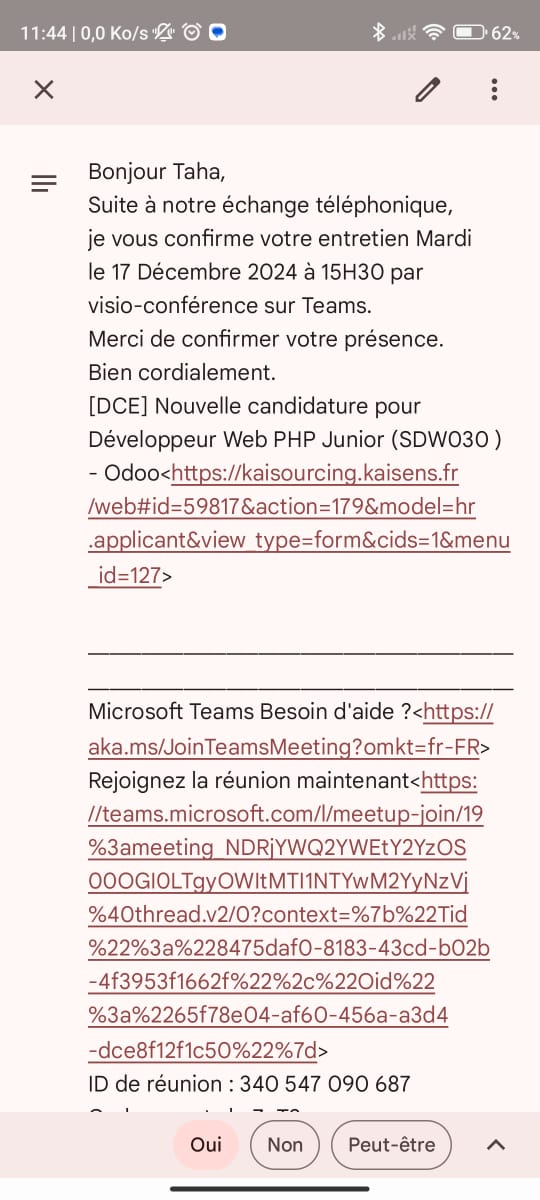 11:44 | 0,0 Ko/s
62%
Bonjour Taha,
Suite à notre échange téléphonique,
je vous confirme votre entretien Mardi
le 17 Décembre 2024 à 15H30 par
visio-conférence sur Teams.
Merci de confirmer votre présence.
Bien cordialement.
[DCE] Nouvelle candidature pour
Développeur Web PHP Junior (SDW030 )
- Odoo<https://kaisourcing.kaisens.fr
/web#id=59817&action=179&model=hr
.applicant&view_type=form&cids=1&menu
_id=127>
________________________________________
________________________________________
Microsoft Teams Besoin d'aide ?<https://
aka.ms/JoinTeamsMeeting?omkt=fr-FR>
Rejoignez la réunion maintenant<https:
//teams.microsoft.com/l/meetup-join/19
%3ameeting_NDRjYWQ2YWEtY2YzOS
00OGI0LTgyOWItMTI1NTYwM2YyNzVj
%40thread.v2/0?context=%7b%22Tid
%22%3a%228475daf0-8183-43cd-b02b
-4f3953f1662f%22%2c%22Oid%22
%3a%2265f78e04-af60-456a-a3d4
-dce8f12f1c50%22%7d>
ID de réunion : 340 547 090 687
Oui
Non
Peut-être